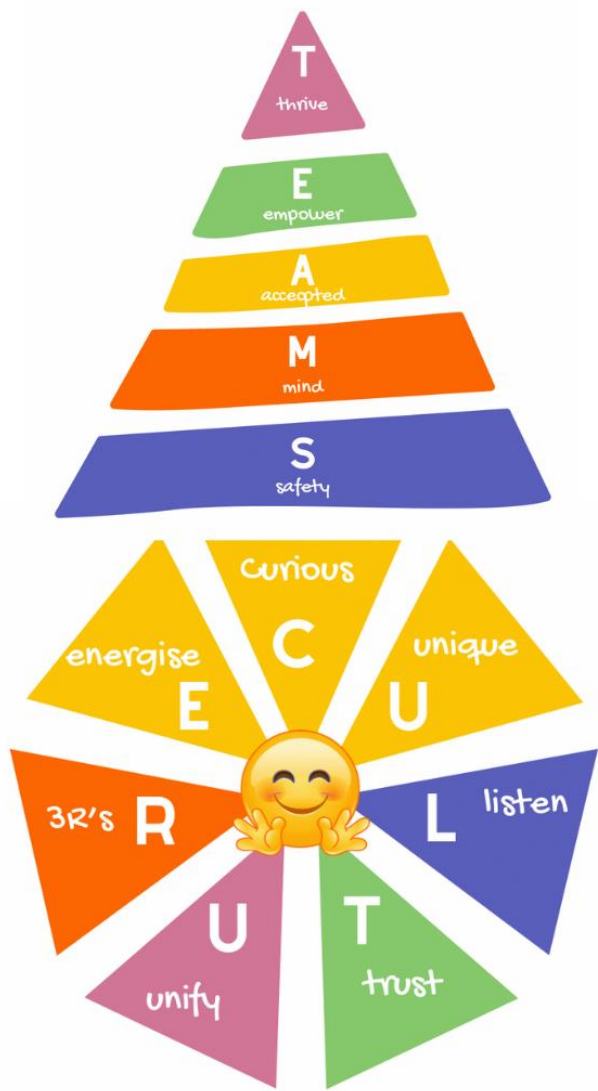 T
thrive
E
empower
A
accepted
M
mind
S
safety
curious
C
unique
U
listen
L
T
trust
U
unify
3R's R
energise
E